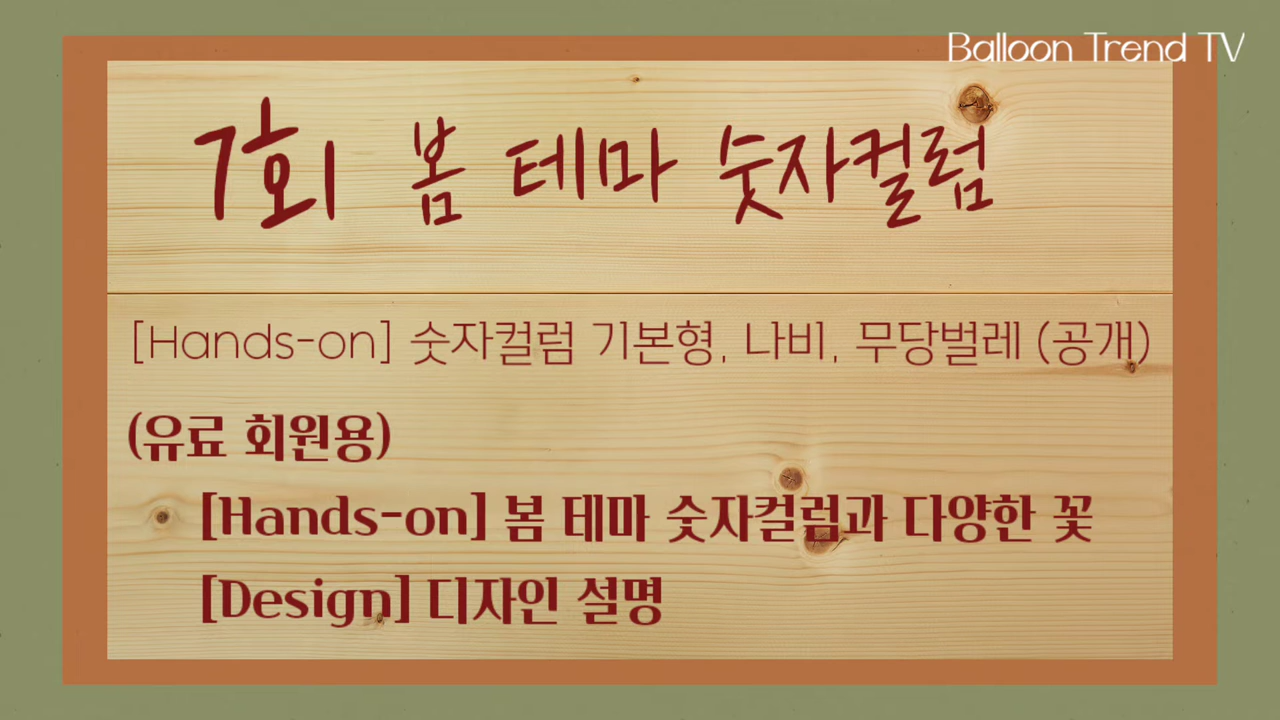 Balloon Trend TV
7회 봄 테마 숫자컬럼
[Hands-on] 숫자컬럼 기본형, 나비, 무당벌레 (공개)
(유료 회원용)
[Hands-on] 봄 테마 숫자컬럼과 다양한 꽃
[Design] 디자인 설명